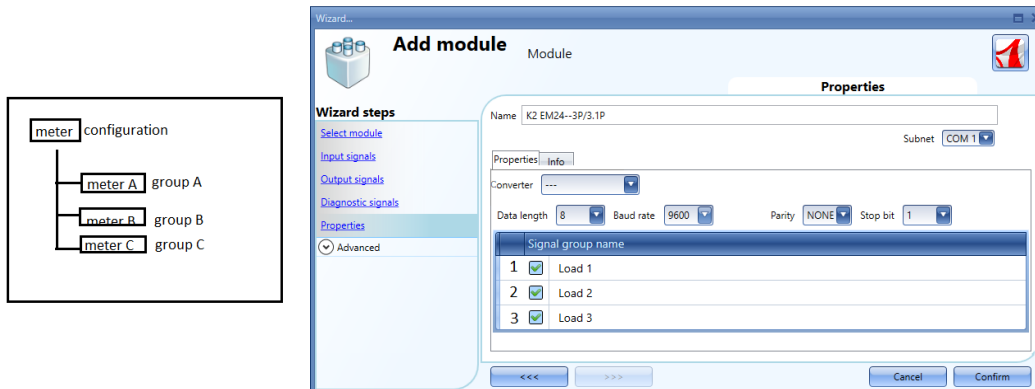 meter configuration
meter A group A
meter B group B
meter C group C
Wizard...
Add module Module
Properties
Wizard steps
Select module
Input signals
Output signals
Diagnostic signals
Properties
Advanced
Name K2 EM24--3P/3.1P
Subnet COM 1
Properties Info
Converter ---
Data length 8 Baud rate 9600 Parity NONE Stop bit 1
Signal group name
1 Load 1
2 Load 2
3 Load 3
<<< >>> Cancel Confirm